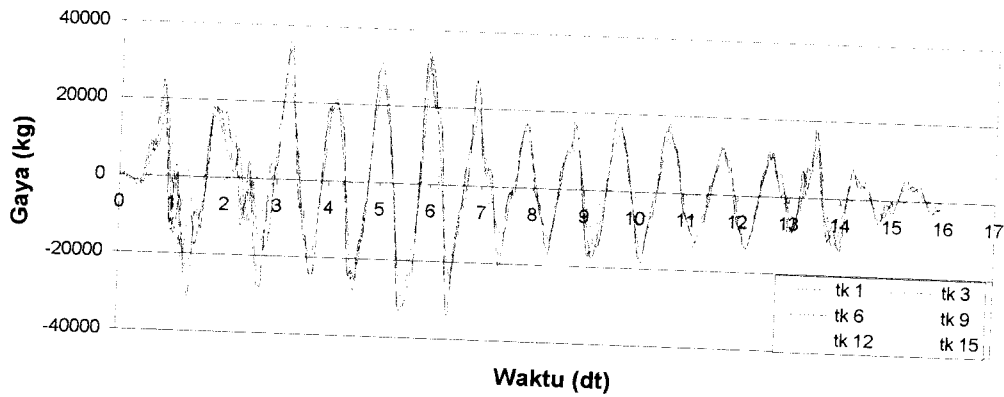 40000
20000
0
-20000
-40000
Gaya (kg)
0 1 2 3 4 5 6 7 8 9 10 11 12 13 14 15 16 17
tk 1 tk 3
tk 6 tk 9
tk 12 tk 15
Waktu (dt)